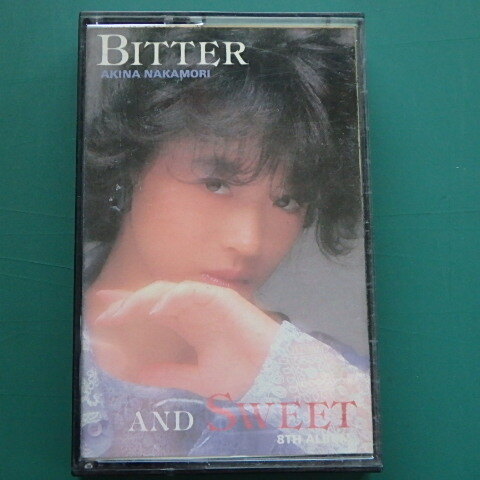 BITTER
AKINA NAKAMORI
AND SWEET
8TH ALBUM